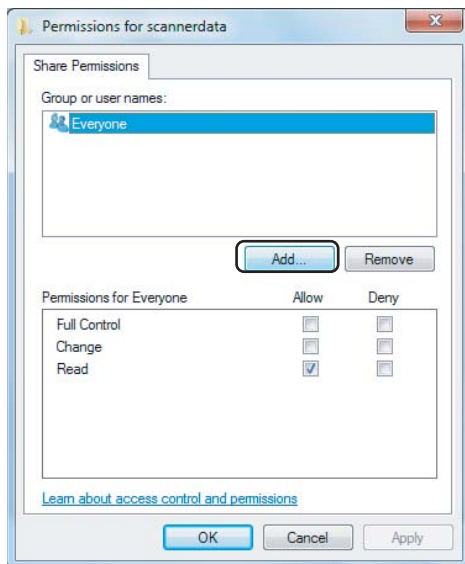 Permissions for scannerdata
Share Permissions
Group or user names:
Everyone
Add... Remove
Permissions for Everyone Allow Deny
Full Control
Change
Read
Learn about access control and permissions
OK Cancel Apply